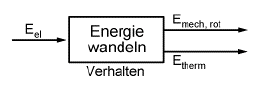 E_el
Energie
wandeln
Verhalten
E_mech, rot
E_therm